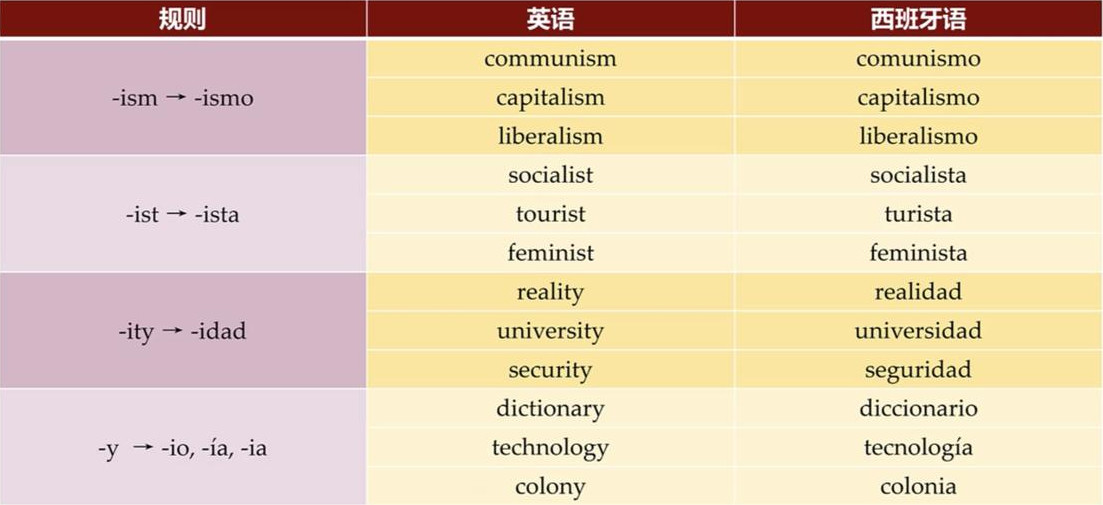 规则 英语 西班牙语
-ism → -ismo communism comunismo
capitalism capitalismo
liberalism liberalismo
-ist → -ista socialist socialista
tourist turista
feminist feminista
-ity → -idad reality realidad
university universidad
security seguridad
-y → -io, -ía, -ia dictionary diccionario
technology tecnología
colony colonia